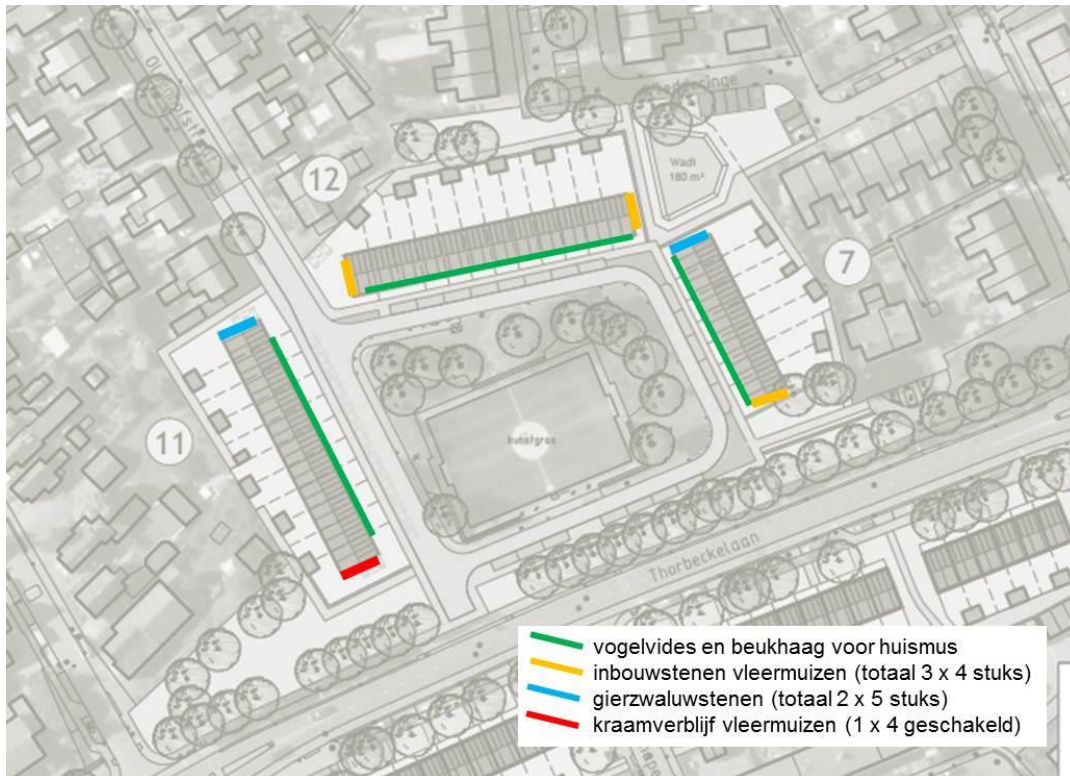 12
Wadi
180 m²
7
11
kunstgras
Thorbeckelaan
vogelvides en beukhaag voor huismus
inbouwstenen vleermuizen (totaal 3 x 4 stuks)
gierzwaluwstenen (totaal 2 x 5 stuks)
kraamverblijf vleermuizen (1 x 4 geschakeld)